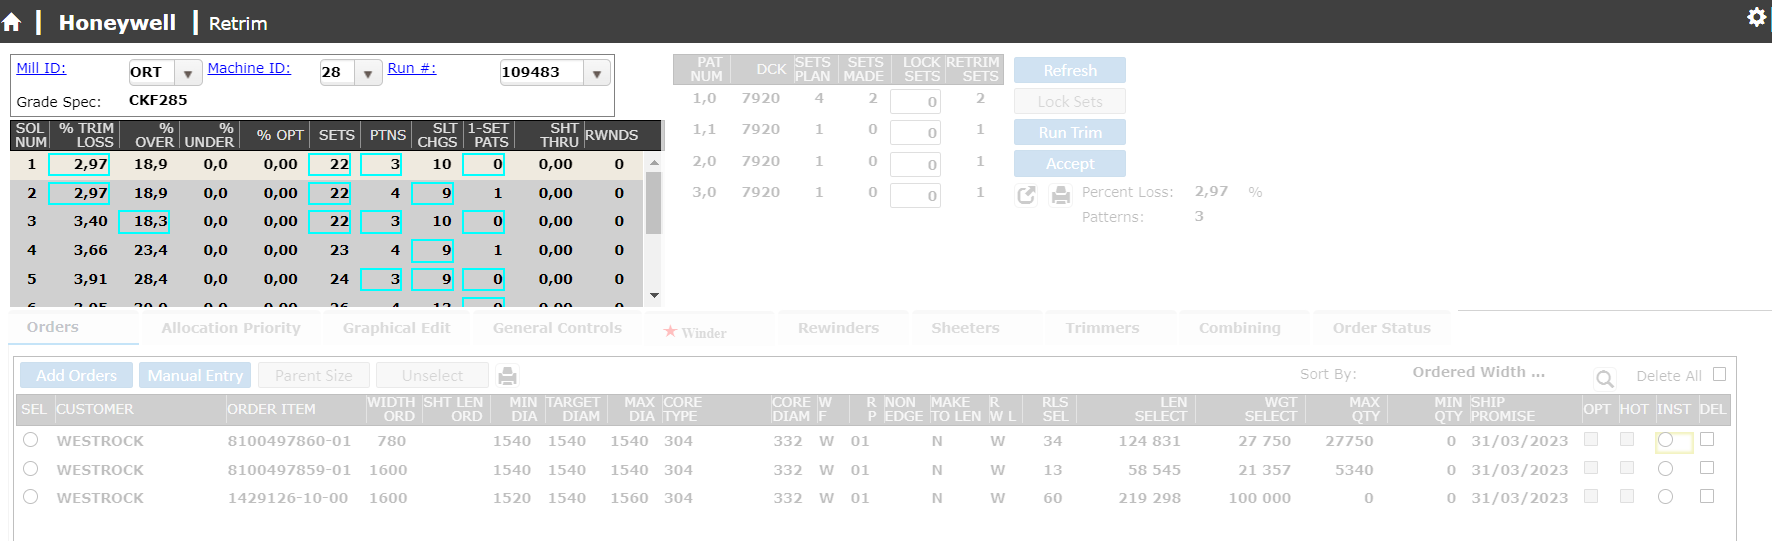 Honeywell Retrim
Mill ID: ORT Machine ID: 28 Run #: 109483
Grade Spec: CKF285
SOL NUM % TRIM LOSS % OVER % UNDER % OPT SETS PTNS SLT CHGS 1-SET PATS SHT THRU RWNDS
1 2,97 18,9 0,0 0,00 22 3 10 0 0,00 0
2 2,97 18,9 0,0 0,00 22 4 9 1 0,00 0
3 3,40 18,3 0,0 0,00 22 3 10 0 0,00 0
4 3,66 23,4 0,0 0,00 23 4 9 1 0,00 0
5 3,91 28,4 0,0 0,00 24 3 9 0 0,00 0
PAT NUM DCK SETS PLAN SETS MADE LOCK SETS RETRIM SETS
1,0 7920 4 2 0 2
1,1 7920 1 0 0 1
2,0 7920 1 0 0 1
3,0 7920 1 0 0 1
Refresh
Lock Sets
Run Trim
Accept
Percent Loss: 2,97 %
Patterns: 3
Orders Allocation Priority Graphical Edit General Controls Winder Rewinders Sheeters Trimmers Combining Order Status
Add Orders Manual Entry Parent Size Unselect Sort By: Ordered Width ... Delete All
SEL CUSTOMER ORDER ITEM WIDTH ORD SHT LEN ORD MIN DIA TARGET DIAM MAX DIA CORE TYPE CORE DIAM W F R P NON EDGE MAKE TO LEN R W L RLS SEL LEN SELECT WGT SELECT MAX QTY MIN QTY SHIP PROMISE OPT HOT INST DEL
WESTROCK 8100497860-01 780 1540 1540 1540 304 332 W 01 N W 34 124 831 27 750 27750 0 31/03/2023
WESTROCK 8100497859-01 1600 1540 1540 1540 304 332 W 01 N W 13 58 545 21 357 5340 0 31/03/2023
WESTROCK 1429126-10-00 1600 1520 1540 1560 304 332 W 01 N W 60 219 298 100 000 0 0 31/03/2023